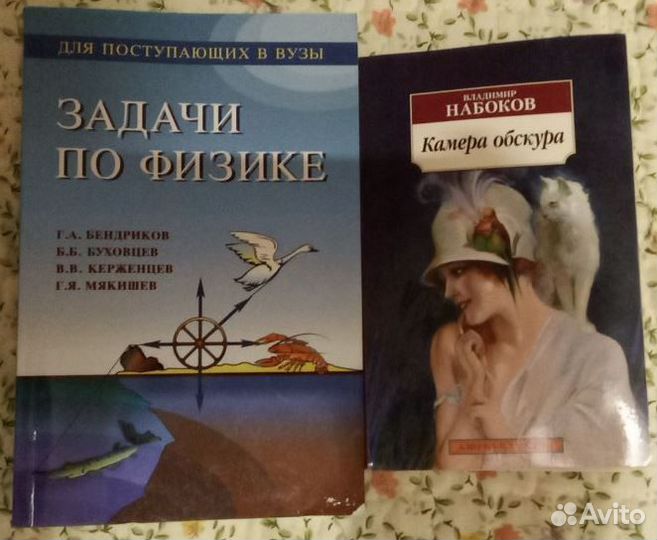 ДЛЯ ПОСТУПАЮЩИХ В ВУЗЫ
ЗАДАЧИ
ПО ФИЗИКЕ
Г.А. БЕНДРИКОВ
Б.Б. БУХОВЦЕВ
В.В. КЕРЖЕНЦЕВ
Г.Я. МЯКИШЕВ
ВЛАДИМИР
НАБОКОВ
Камера обскура
Avito